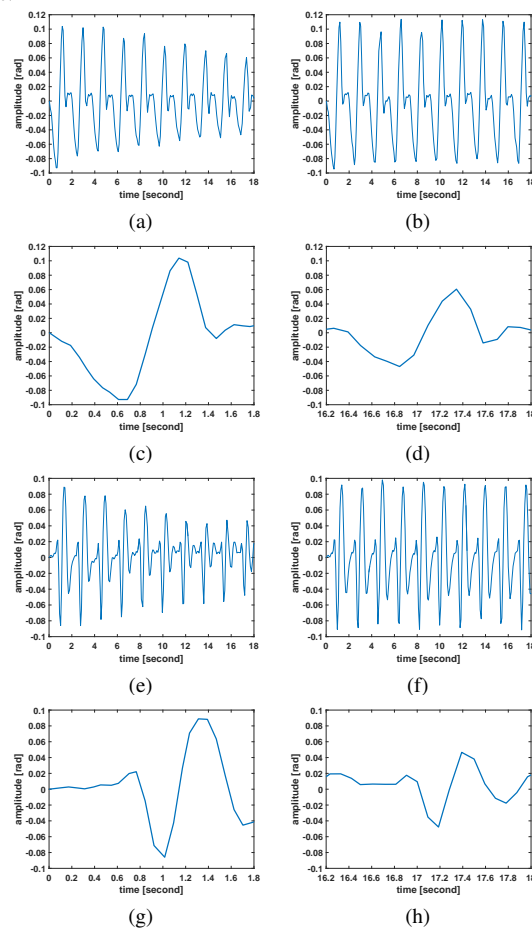 0.12 0.1 0.08 0.06 0.04 0.02 0 -0.02 -0.04 -0.06 -0.08 -0.1
amplitude [rad]
0 2 4 6 8 10 12 14 16 18
time [second]
(a)
0.12 0.1 0.08 0.06 0.04 0.02 0 -0.02 -0.04 -0.06 -0.08 -0.1
amplitude [rad]
0 2 4 6 8 10 12 14 16 18
time [second]
(b)
0.12 0.1 0.08 0.06 0.04 0.02 0 -0.02 -0.04 -0.06 -0.08 -0.1
amplitude [rad]
0 0.2 0.4 0.6 0.8 1 1.2 1.4 1.6 1.8
time [second]
(c)
0.12 0.1 0.08 0.06 0.04 0.02 0 -0.02 -0.04 -0.06 -0.08 -0.1
amplitude [rad]
16.2 16.4 16.6 16.8 17 17.2 17.4 17.6 17.8 18
time [second]
(d)
0.1 0.08 0.06 0.04 0.02 0 -0.02 -0.04 -0.06 -0.08 -0.1
amplitude [rad]
0 2 4 6 8 10 12 14 16 18
time [second]
(e)
0.1 0.08 0.06 0.04 0.02 0 -0.02 -0.04 -0.06 -0.08 -0.1
amplitude [rad]
0 2 4 6 8 10 12 14 16 18
time [second]
(f)
0.1 0.08 0.06 0.04 0.02 0 -0.02 -0.04 -0.06 -0.08 -0.1
amplitude [rad]
0 0.2 0.4 0.6 0.8 1 1.2 1.4 1.6 1.8
time [second]
(g)
0.1 0.08 0.06 0.04 0.02 0 -0.02 -0.04 -0.06 -0.08 -0.1
amplitude [rad]
16.2 16.4 16.6 16.8 17 17.2 17.4 17.6 17.8 18
time [second]
(h)